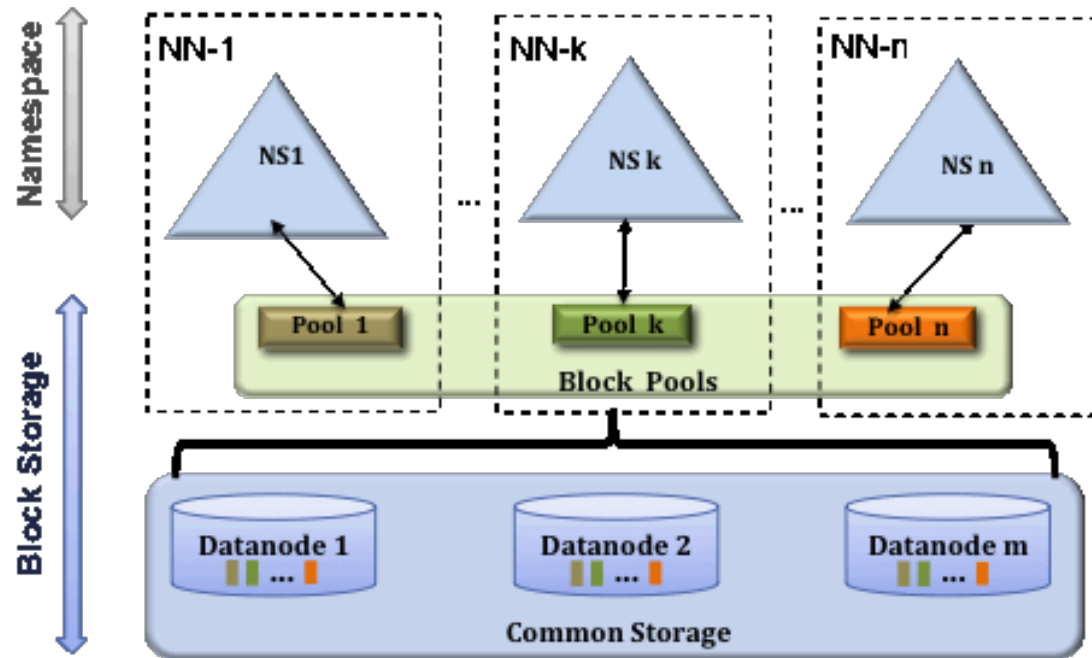 Namespace
NN-1
NN-k
NN-n
NS1
NS k
NS n
...
...
Block Storage
Pool 1
Pool k
Pool n
Block Pools
Datanode 1
...
Datanode 2
...
Datanode m
...
Common Storage